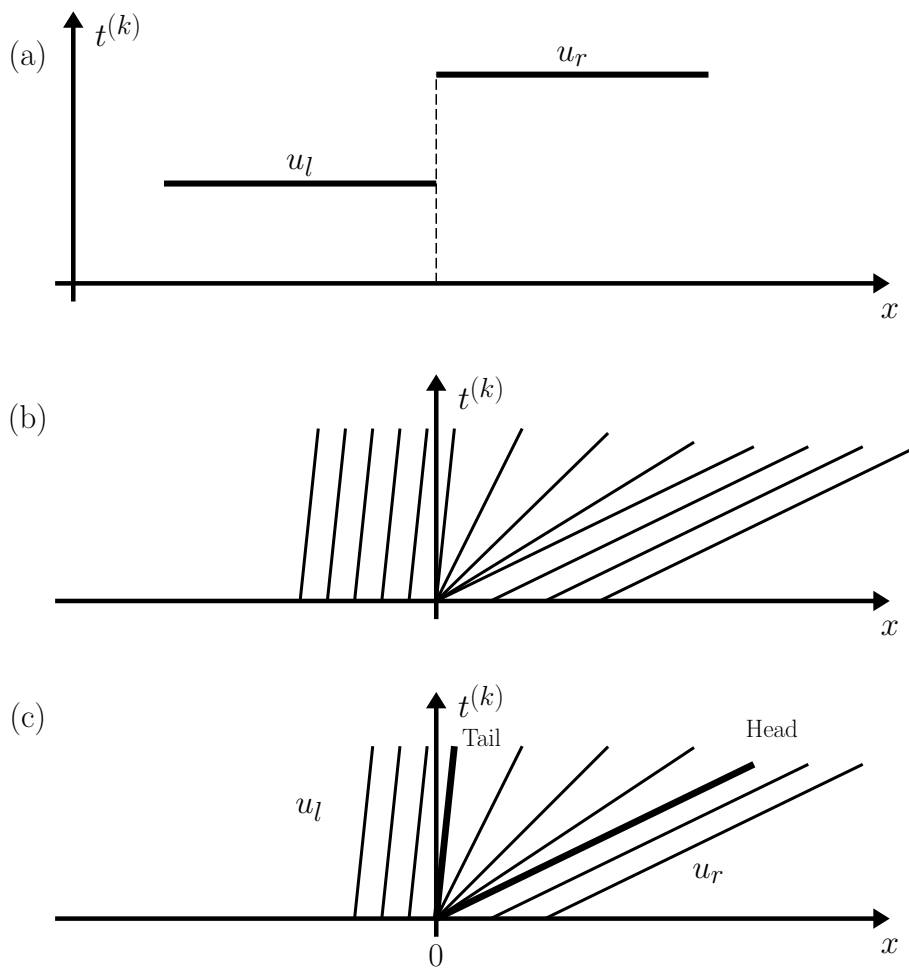 (a)
t^{(k)}
u_r
u_l
x
(b)
t^{(k)}
x
(c)
t^{(k)}
Tail
Head
u_l
u_r
x
0